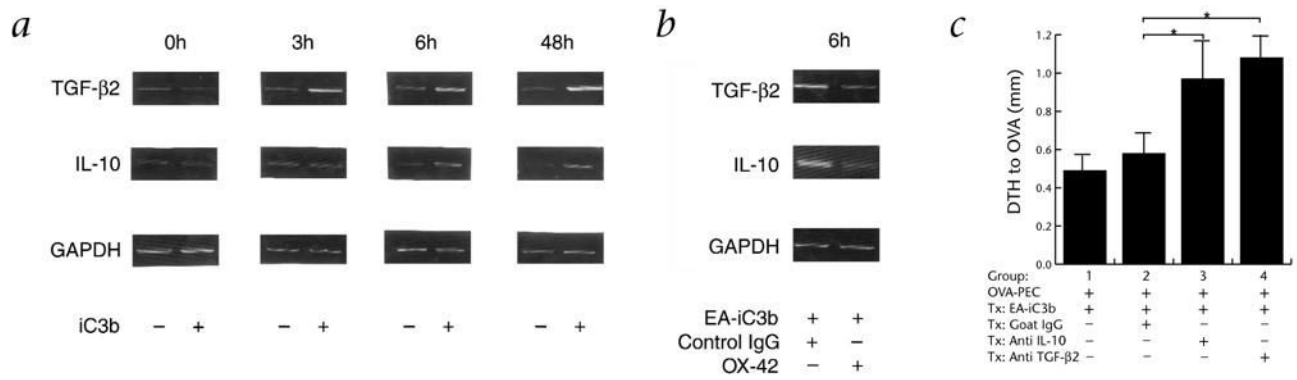 a
0h 3h 6h 48h
TGF-β2
IL-10
GAPDH
iC3b – + – + – + – +
b
6h
TGF-β2
IL-10
GAPDH
EA-iC3b + +
Control IgG + –
OX-42 – +
c
* *
DTH to OVA (mm)
1.2
1.0
0.8
0.6
0.4
0.2
0.0
Group: 1 2 3 4
OVA-PEC + + + +
Tx: EA-iC3b + + + +
Tx: Goat IgG – + – –
Tx: Anti IL-10 – – + –
Tx: Anti TGF-β2 – – – +